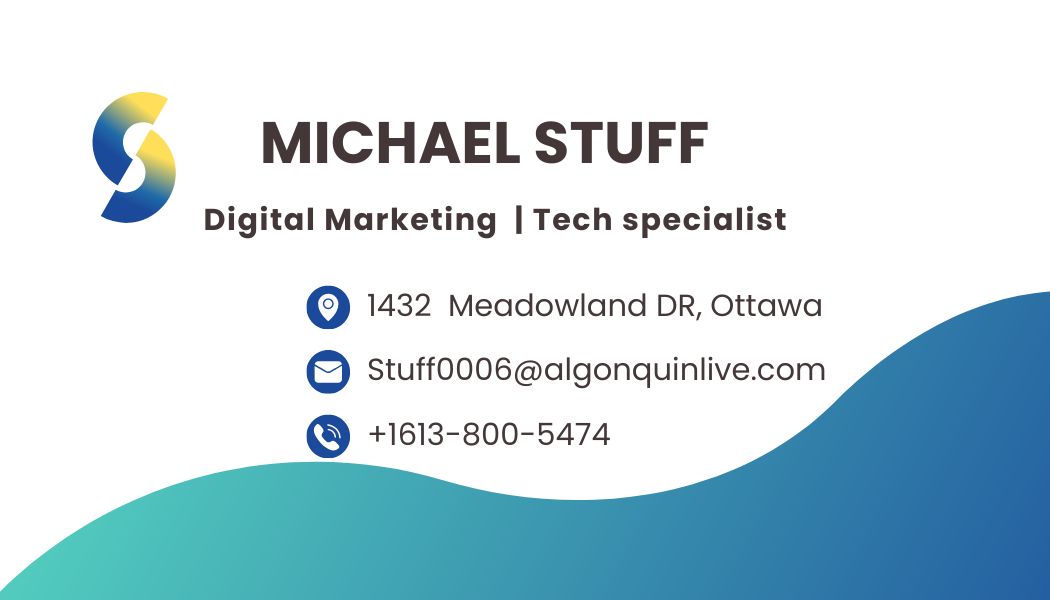 MICHAEL STUFF
Digital Marketing | Tech specialist
1432 Meadowland DR, Ottawa
Stuff0006@algonquinlive.com
+1613-800-5474